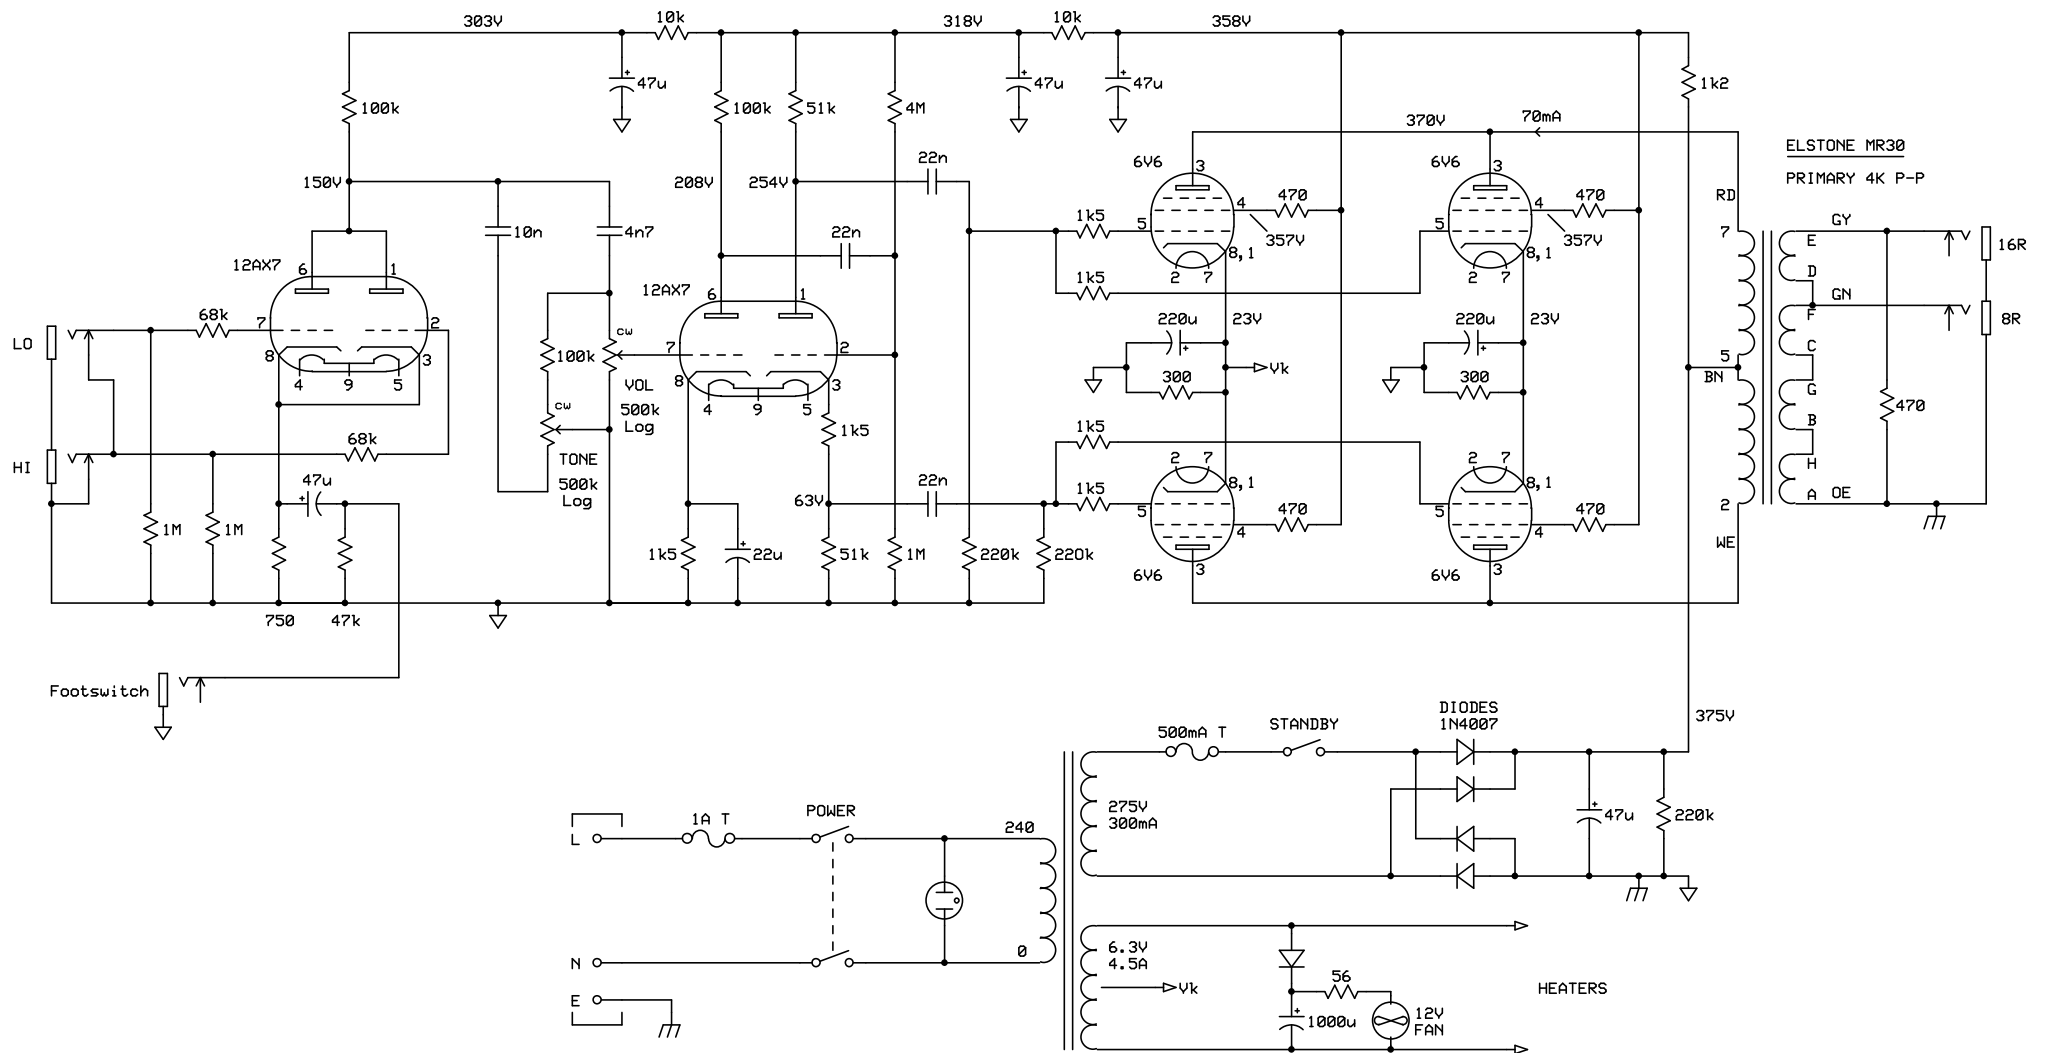 303V
10k
318V
10k
358V
47u
47u
47u
1k2
100k
100k
51k
4M
370V
70mA
ELSTONE MR30
PRIMARY 4K P-P
150V
208V
254V
22n
6V6
3
6V6
3
RD
4
470
4
470
10n
4n7
22n
1k5
5
357V
5
357V
7
GY
E
16R
12AX7
6
1
12AX7
6
1
8,1
8,1
2
7
2
7
D
1k5
GN
F
8R
68k
7
2
LO
cw
220u
23V
220u
23V
8
3
100k
7
2
5
C
4
9
5
VOL
500k
Log
8
3
Vk
BN
300
300
G
4
9
5
cw
470
68k
1k5
1k5
B
HI
TONE
500k
Log
2
7
2
7
H
47u
63V
22n
1k5
8,1
8,1
A
OE
5
470
5
470
2
4
4
1M
1M
1k5
22u
51k
1M
220k
220k
WE
6V6
3
6V6
3
750
47k
Footswitch
DIODES
1N4007
375V
500mA T
STANDBY
275V
300mA
POWER
1A T
240
47u
220k
L
N
0
6.3V
4.5A
E
Vk
56
HEATERS
1000u
12V
FAN